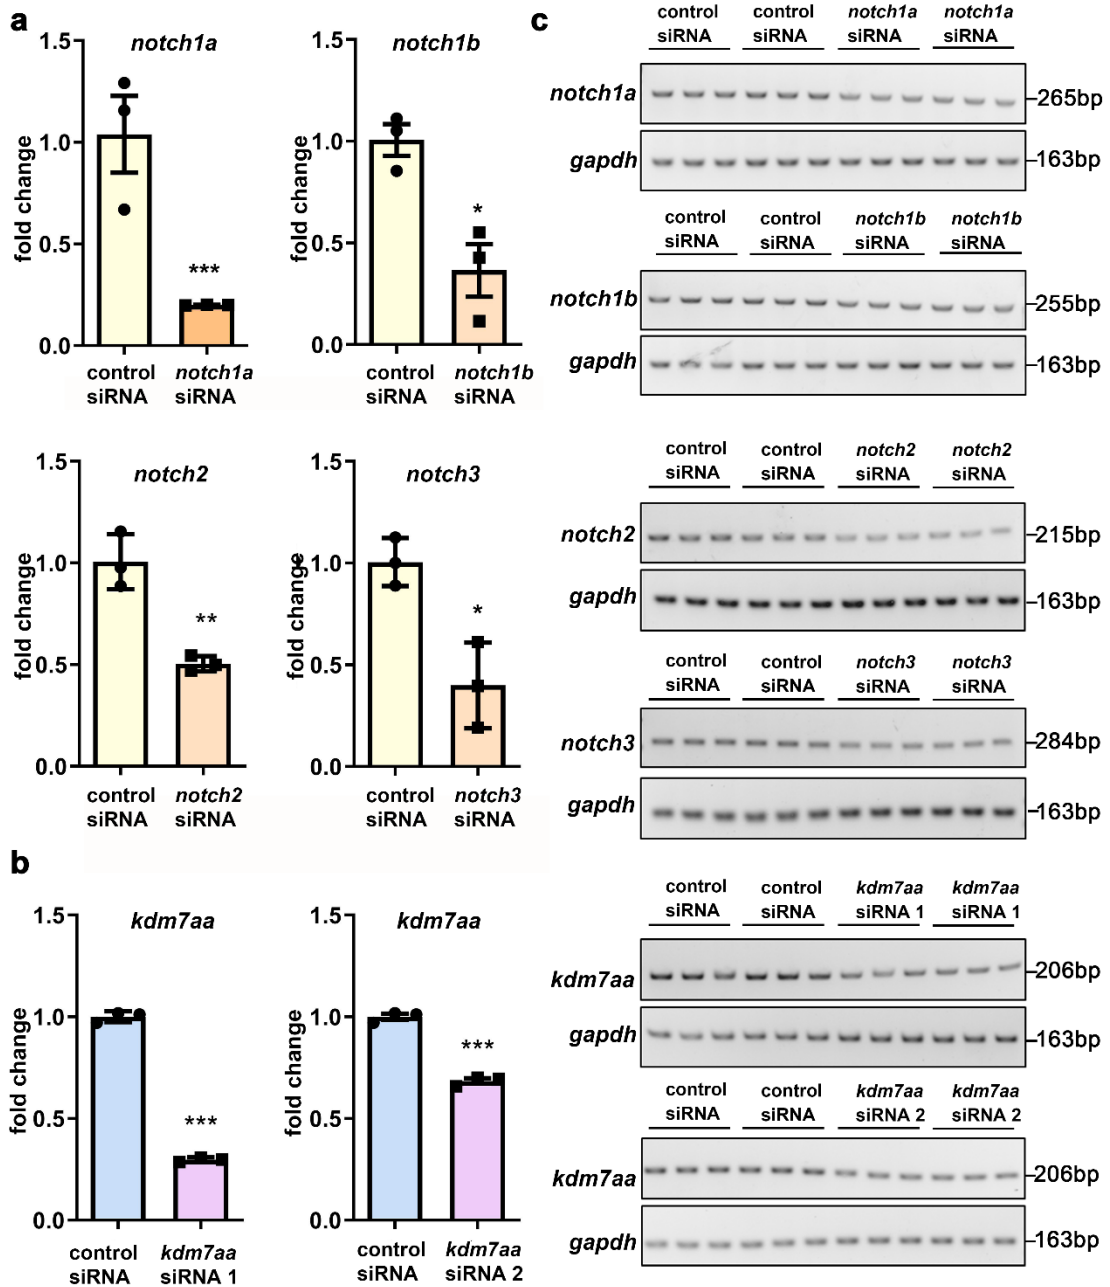 a
notch1a
fold change
1.5
1.0
0.5
0.0
***
control
siRNA
notch1a
siRNA
notch1b
fold change
1.5
1.0
0.5
0.0
*
control
siRNA
notch1b
siRNA
notch2
fold change
1.5
1.0
0.5
0.0
**
control
siRNA
notch2
siRNA
notch3
fold change
1.5
1.0
0.5
0.0
*
control
siRNA
notch3
siRNA
b
kdm7aa
fold change
1.5
1.0
0.5
0.0
***
control
siRNA
kdm7aa
siRNA 1
kdm7aa
fold change
1.5
1.0
0.5
0.0
***
control
siRNA
kdm7aa
siRNA 2
c
control control notch1a notch1a
siRNA siRNA siRNA siRNA
notch1a 265bp
gapdh 163bp
control control notch1b notch1b
siRNA siRNA siRNA siRNA
notch1b 255bp
gapdh 163bp
control control notch2 notch2
siRNA siRNA siRNA siRNA
notch2 215bp
gapdh 163bp
control control notch3 notch3
siRNA siRNA siRNA siRNA
notch3 284bp
gapdh 163bp
control control kdm7aa kdm7aa
siRNA siRNA siRNA 1 siRNA 1
kdm7aa 206bp
gapdh 163bp
control control kdm7aa kdm7aa
siRNA siRNA siRNA 2 siRNA 2
kdm7aa 206bp
gapdh 163bp